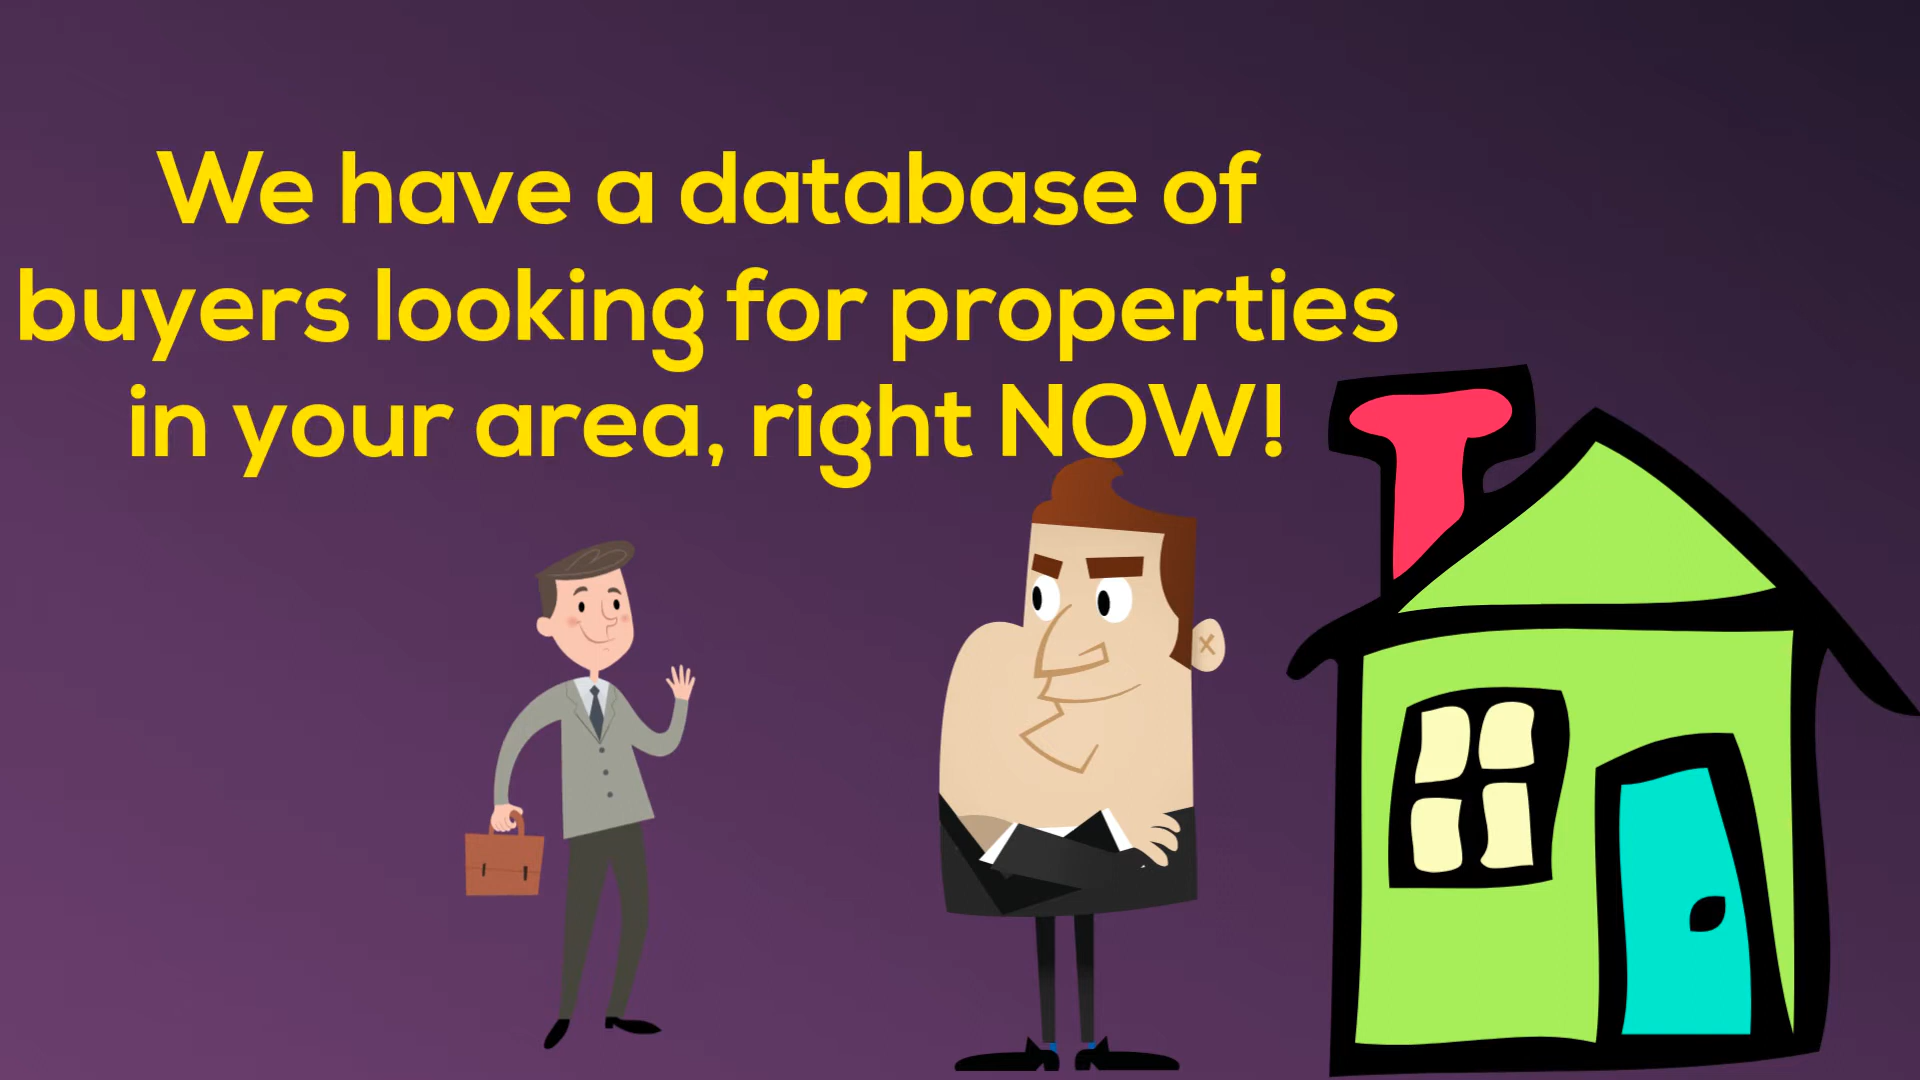 We have a database of
buyers looking for properties
in your area, right NOW!